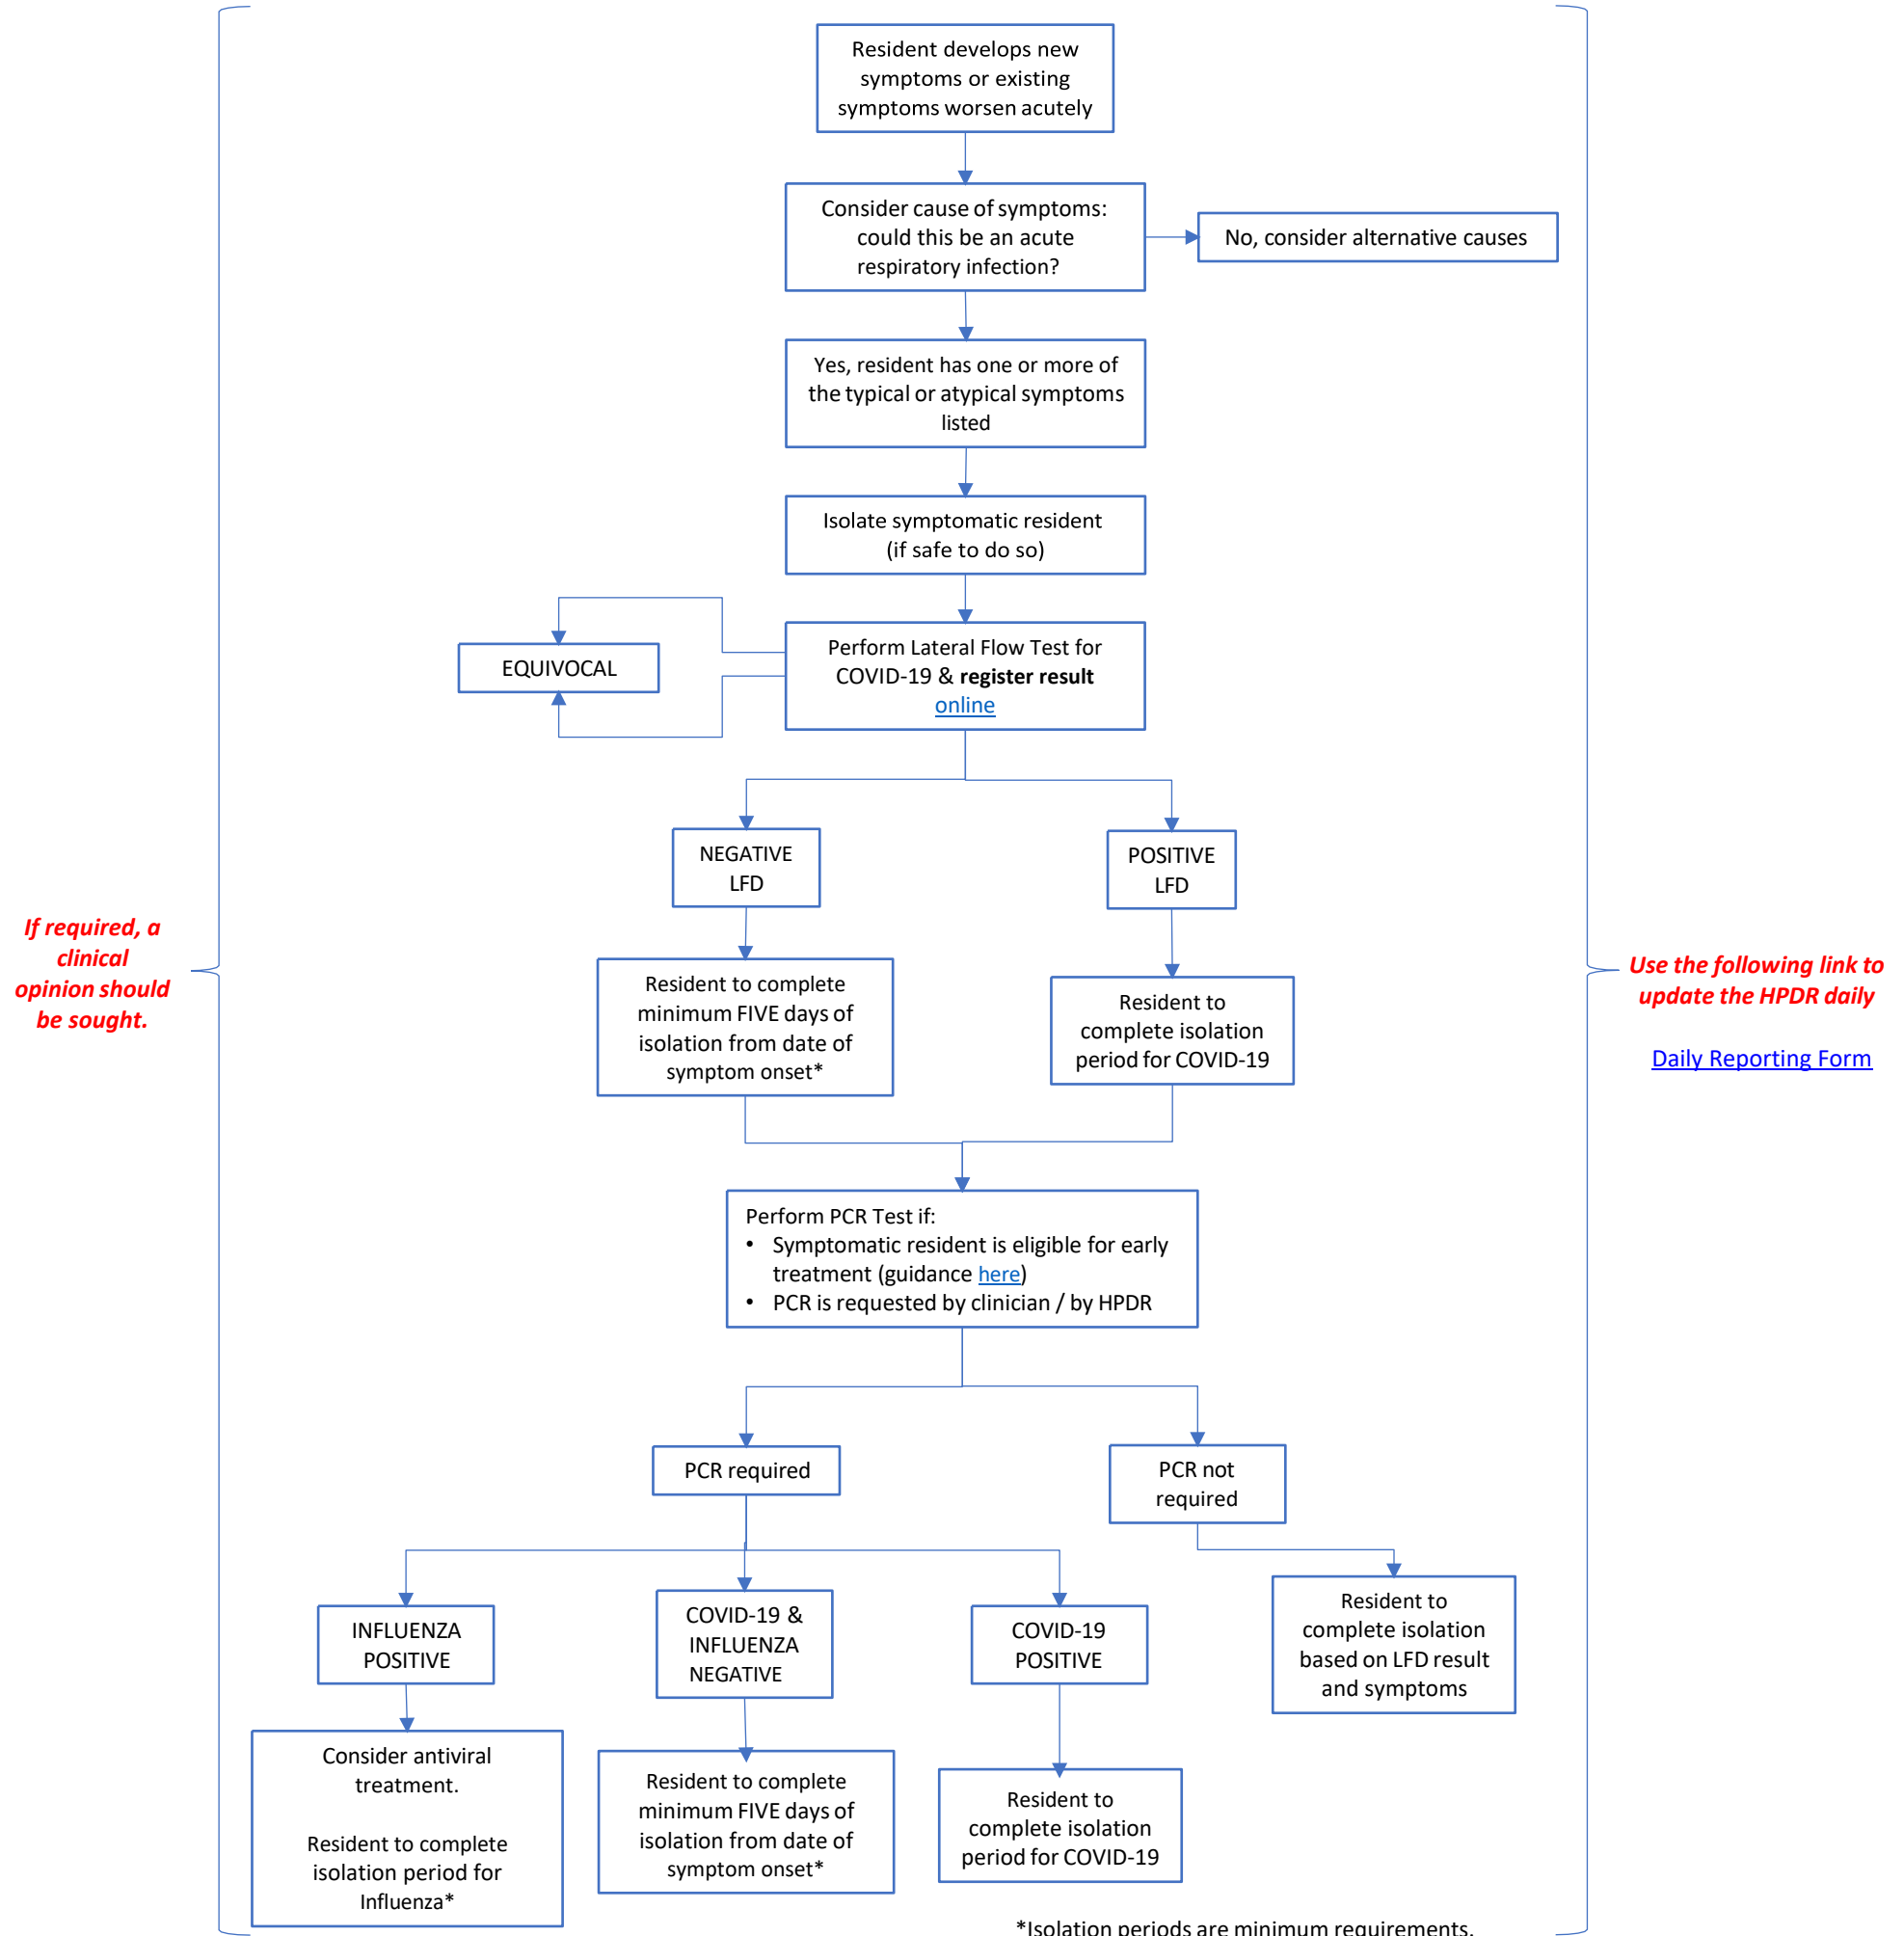 Resident develops new
symptoms or existing
symptoms worsen acutely
Consider cause of symptoms:
could this be an acute
respiratory infection?
No, consider alternative causes
Yes, resident has one or more of
the typical or atypical symptoms
listed
Isolate symptomatic resident
(if safe to do so)
Perform Lateral Flow Test for
COVID-19 & register result
online
EQUIVOCAL
NEGATIVE
LFD
POSITIVE
LFD
If required, a
clinical
opinion should
be sought.
Resident to complete
minimum FIVE days of
isolation from date of
symptom onset*
Resident to
complete isolation
period for COVID-19
Use the following link to
update the HPDR daily
Daily Reporting Form
Perform PCR Test if:
• Symptomatic resident is eligible for early
treatment (guidance here)
• PCR is requested by clinician / by HPDR
PCR required
PCR not
required
INFLUENZA
POSITIVE
COVID-19 &
INFLUENZA
NEGATIVE
COVID-19
POSITIVE
Resident to
complete isolation
based on LFD result
and symptoms
Consider antiviral
treatment.
Resident to complete
isolation period for
Influenza*
Resident to complete
minimum FIVE days of
isolation from date of
symptom onset*
Resident to
complete isolation
period for COVID-19
*Isolation periods are minimum requirements.